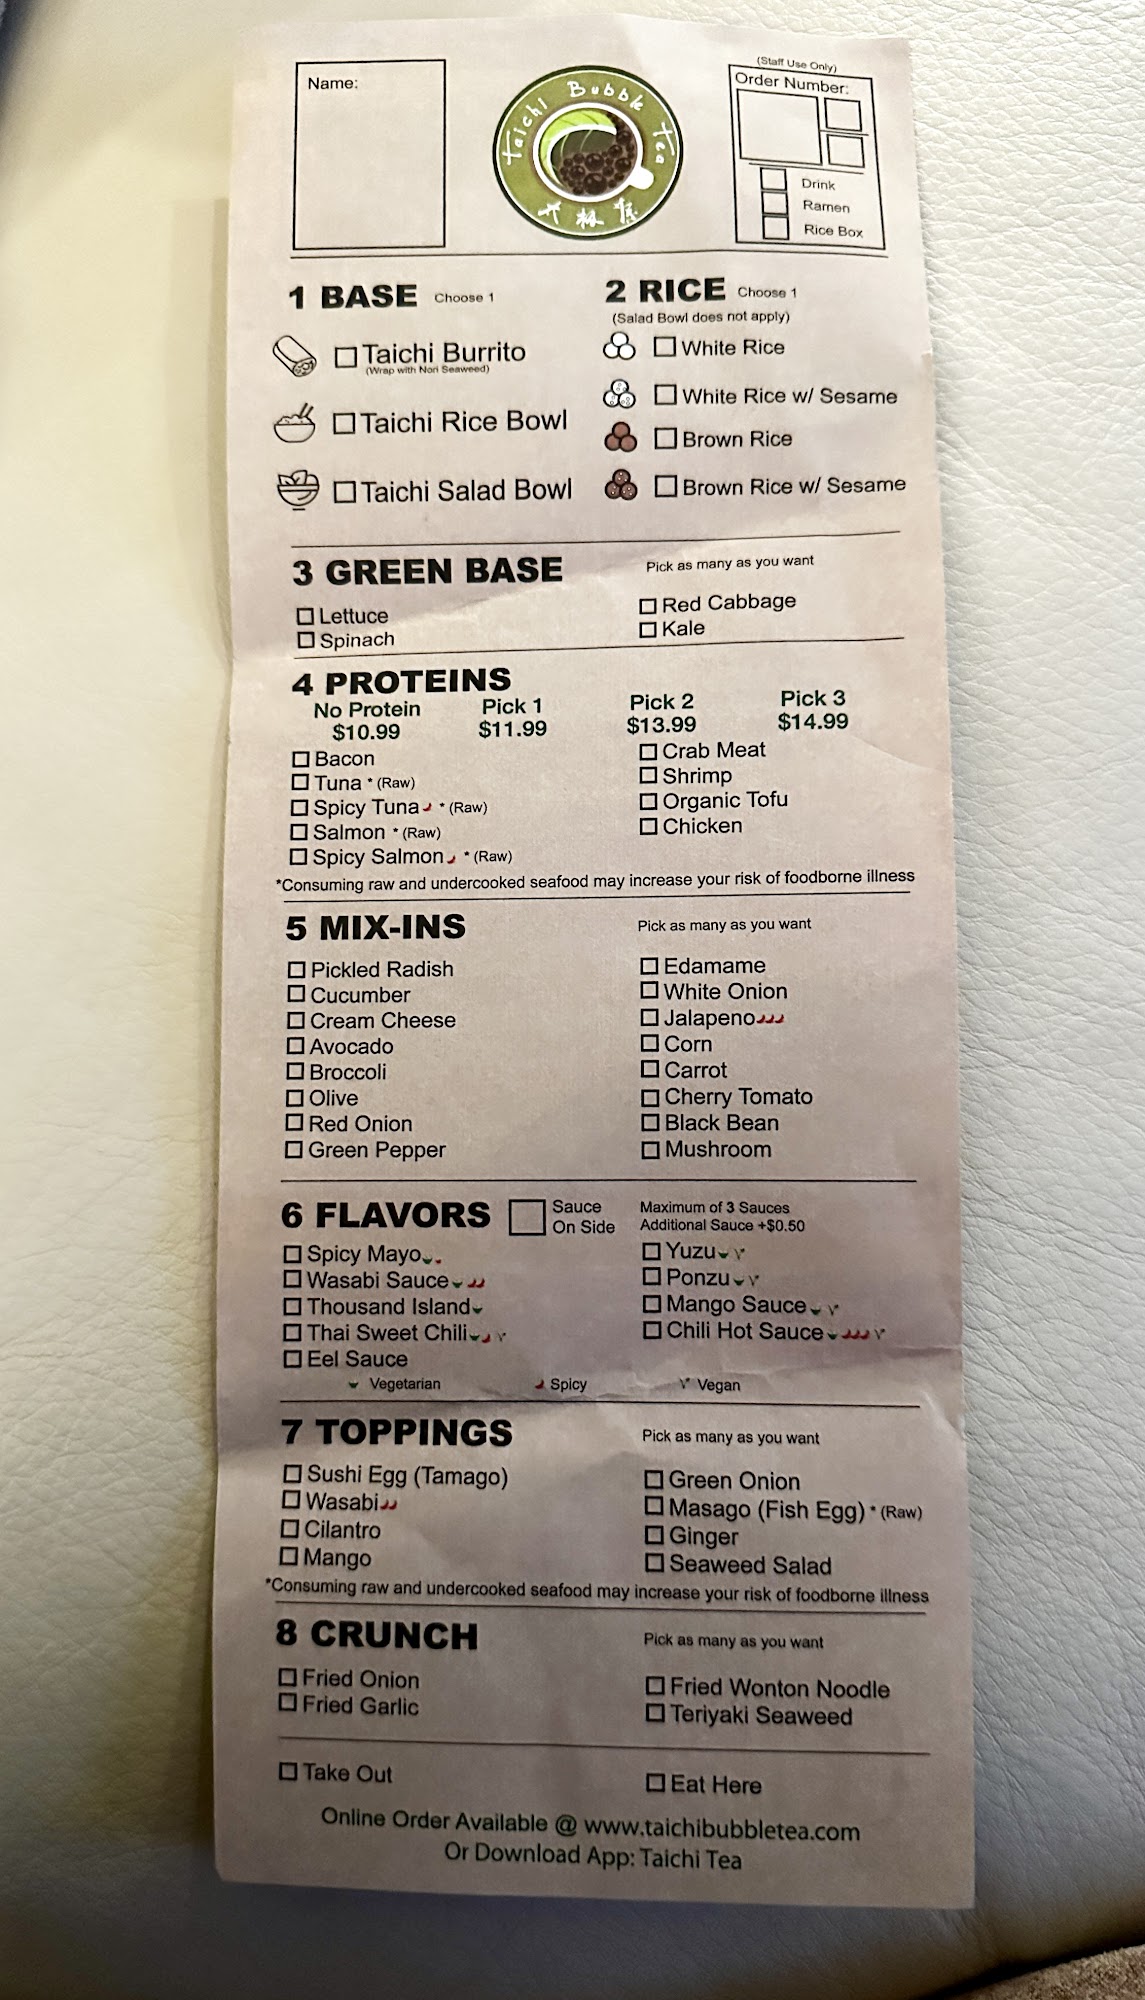 Name:
Taichi Bubble Tea
(Staff Use Only)
Order Number:
Drink
Ramen
Rice Box
1 BASE Choose 1
Taichi Burrito
(Wrap with Nori Seaweed)
Taichi Rice Bowl
Taichi Salad Bowl
2 RICE Choose 1
(Salad Bowl does not apply)
White Rice
White Rice w/ Sesame
Brown Rice
Brown Rice w/ Sesame
3 GREEN BASE Pick as many as you want
Lettuce
Spinach
Red Cabbage
Kale
4 PROTEINS
No Protein Pick 1 Pick 2 Pick 3
$10.99 $11.99 $13.99 $14.99
Bacon
Tuna * (Raw)
Spicy Tuna * (Raw)
Salmon * (Raw)
Spicy Salmon * (Raw)
Crab Meat
Shrimp
Organic Tofu
Chicken
*Consuming raw and undercooked seafood may increase your risk of foodborne illness
5 MIX-INS Pick as many as you want
Pickled Radish
Cucumber
Cream Cheese
Avocado
Broccoli
Olive
Red Onion
Green Pepper
Edamame
White Onion
Jalapeno
Corn
Carrot
Cherry Tomato
Black Bean
Mushroom
6 FLAVORS
Sauce
On Side
Maximum of 3 Sauces
Additional Sauce +$0.50
Spicy Mayo
Wasabi Sauce
Thousand Island
Thai Sweet Chili
Eel Sauce
Yuzu
Ponzu
Mango Sauce
Chili Hot Sauce
Vegetarian Spicy Vegan
7 TOPPINGS Pick as many as you want
Sushi Egg (Tamago)
Wasabi
Cilantro
Mango
Green Onion
Masago (Fish Egg) * (Raw)
Ginger
Seaweed Salad
*Consuming raw and undercooked seafood may increase your risk of foodborne illness
8 CRUNCH Pick as many as you want
Fried Onion
Fried Garlic
Fried Wonton Noodle
Teriyaki Seaweed
Take Out
Eat Here
Online Order Available @ www.taichibubbletea.com
Or Download App: Taichi Tea